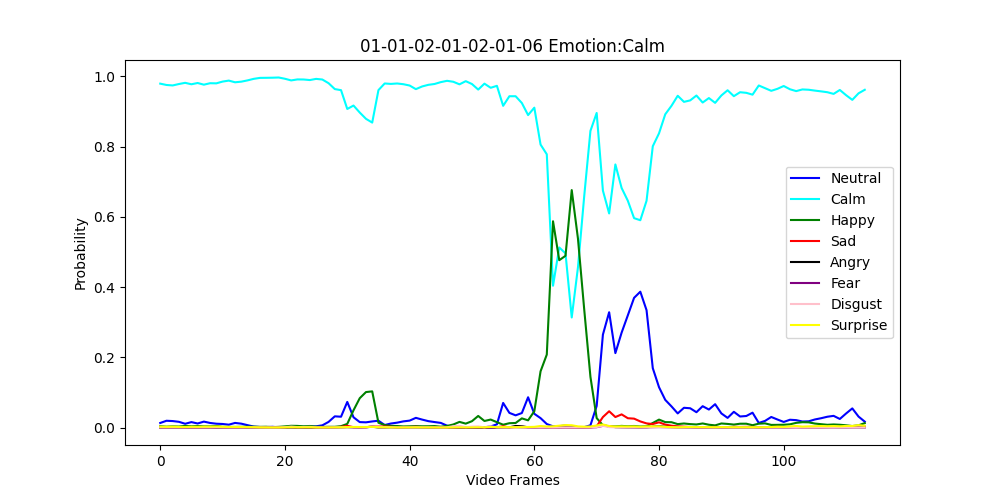 01-01-02-01-02-01-06 Emotion:Calm
1.0
0.8
0.6
0.4
0.2
0.0
Probability
0 20 40 60 80 100
Video Frames
Neutral
Calm
Happy
Sad
Angry
Fear
Disgust
Surprise